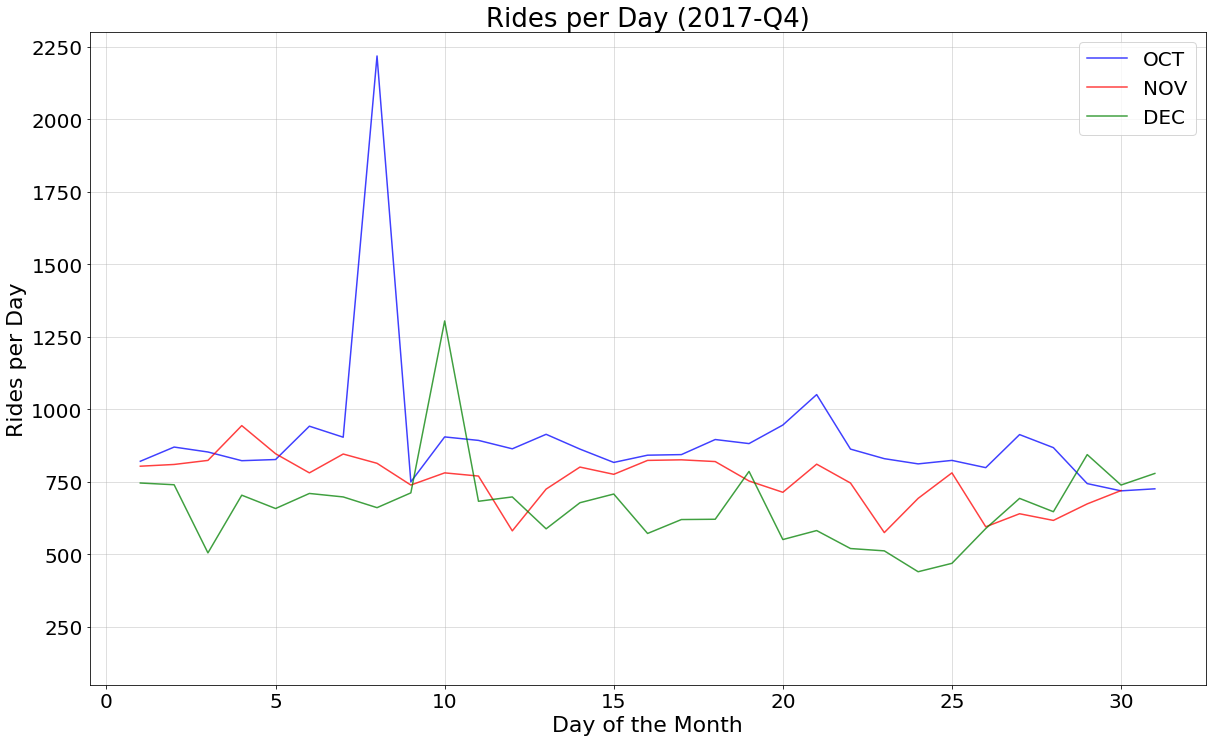 Rides per Day (2017-Q4)
OCT
NOV
DEC
2250
2000
1750
1500
1250
1000
750
500
250
Rides per Day
0 5 10 15 20 25 30
Day of the Month